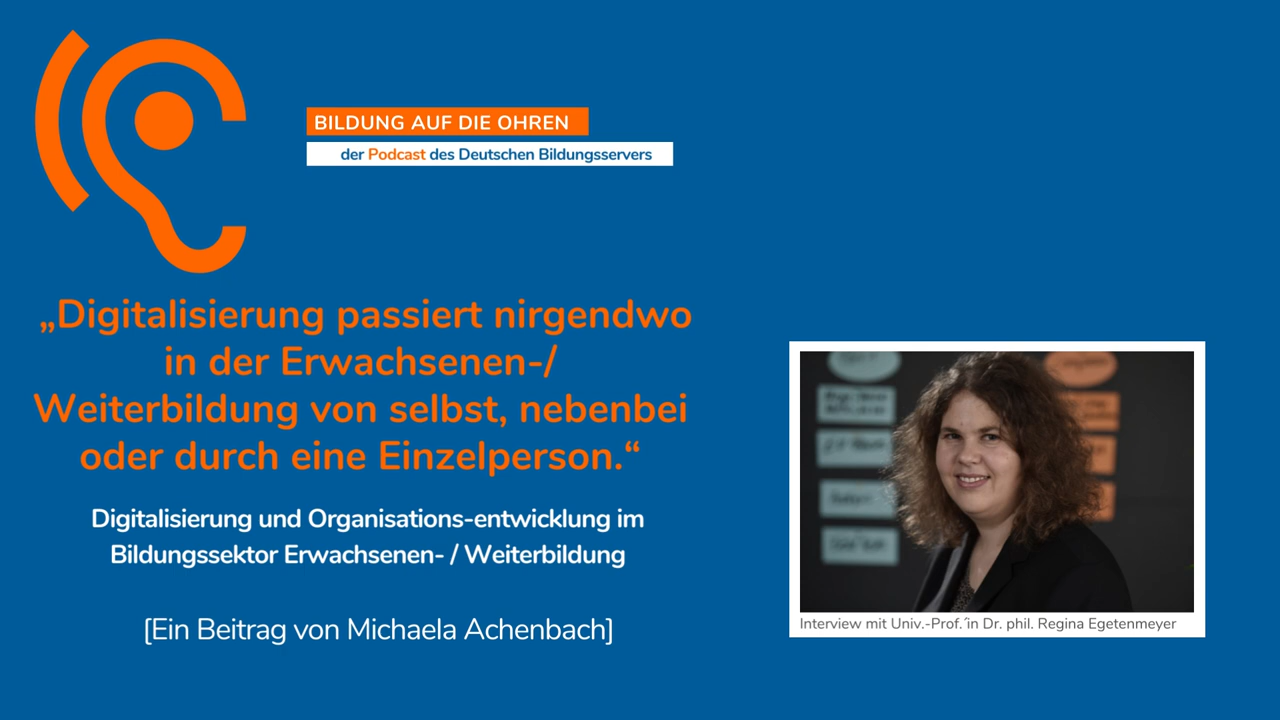 BILDUNG AUF DIE OHREN
der Podcast des Deutschen Bildungsservers
„Digitalisierung passiert nirgendwo
in der Erwachsenen-/
Weiterbildung von selbst, nebenbei
oder durch eine Einzelperson.“
Digitalisierung und Organisations-entwicklung im
Bildungssektor Erwachsenen- / Weiterbildung
[Ein Beitrag von Michaela Achenbach]
Interview mit Univ.-Prof.´in Dr. phil. Regina Egetenmeyer